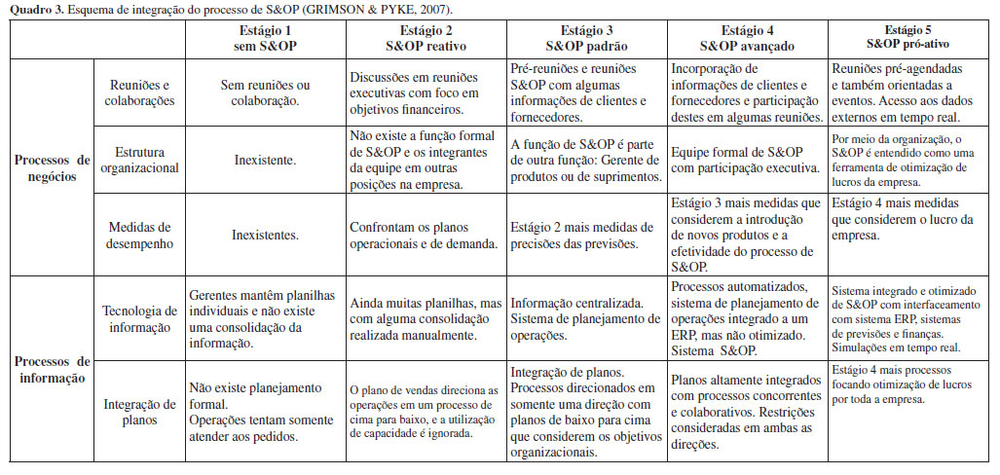 Quadro 3. Esquema de integração do processo de S&OP (GRIMSON & PYKE, 2007).
Estágio 1
sem S&OP
Estágio 2
S&OP reativo
Estágio 3
S&OP padrão
Estágio 4
S&OP avançado
Estágio 5
S&OP pró-ativo
Processos de
negócios
Reuniões e
colaborações
Sem reuniões ou
colaboração.
Discussões em reuniões
executivas com foco em
objetivos financeiros.
Pré-reuniões e reuniões
S&OP com algumas
informações de clientes e
fornecedores.
Incorporação de
informações de clientes e
fornecedores e participação
destes em algumas reuniões.
Reuniões pré-agendadas
e também orientadas a
eventos. Acesso aos dados
externos em tempo real.
Estrutura
organizacional
Inexistente.
Não existe a função formal
de S&OP e os integrantes
da equipe em outras
posições na empresa.
A função de S&OP é parte
de outra função: Gerente de
produtos ou de suprimentos.
Equipe formal de S&OP
com participação executiva.
Por meio da organização, o
S&OP é entendido como uma
ferramenta de otimização de
lucros da empresa.
Medidas de
desempenho
Inexistentes.
Confrontam os planos
operacionais e de demanda.
Estágio 2 mais medidas de
precisões das previsões.
Estágio 3 mais medidas que
considerem a introdução
de novos produtos e a
efetividade do processo de
S&OP.
Estágio 4 mais medidas
que considerem o lucro da
empresa.
Processos de
informação
Tecnologia de
informação
Gerentes mantêm planilhas
individuais e não existe
uma consolidação da
informação.
Ainda muitas planilhas, mas
com alguma consolidação
realizada manualmente.
Informação centralizada.
Sistema de planejamento de
operações.
Processos automatizados,
sistema de planejamento de
operações integrado a um
ERP, mas não otimizado.
Sistema S&OP.
Sistema integrado e otimizado
de S&OP com interfaceamento
com sistema ERP, sistemas
de previsões e finanças.
Simulações em tempo real.
Integração de
planos
Não existe planejamento
formal.
Operações tentam somente
atender aos pedidos.
O plano de vendas direciona as
operações em um processo de
cima para baixo, e a utilização
de capacidade é ignorada.
Integração de planos.
Processos direcionados em
somente uma direção com
planos de baixo para cima
que considerem os objetivos
organizacionais.
Planos altamente integrados
com processos concorrentes
e colaborativos. Restrições
consideradas em ambas as
direções.
Estágio 4 mais processos
focando otimização de lucros
por toda a empresa.